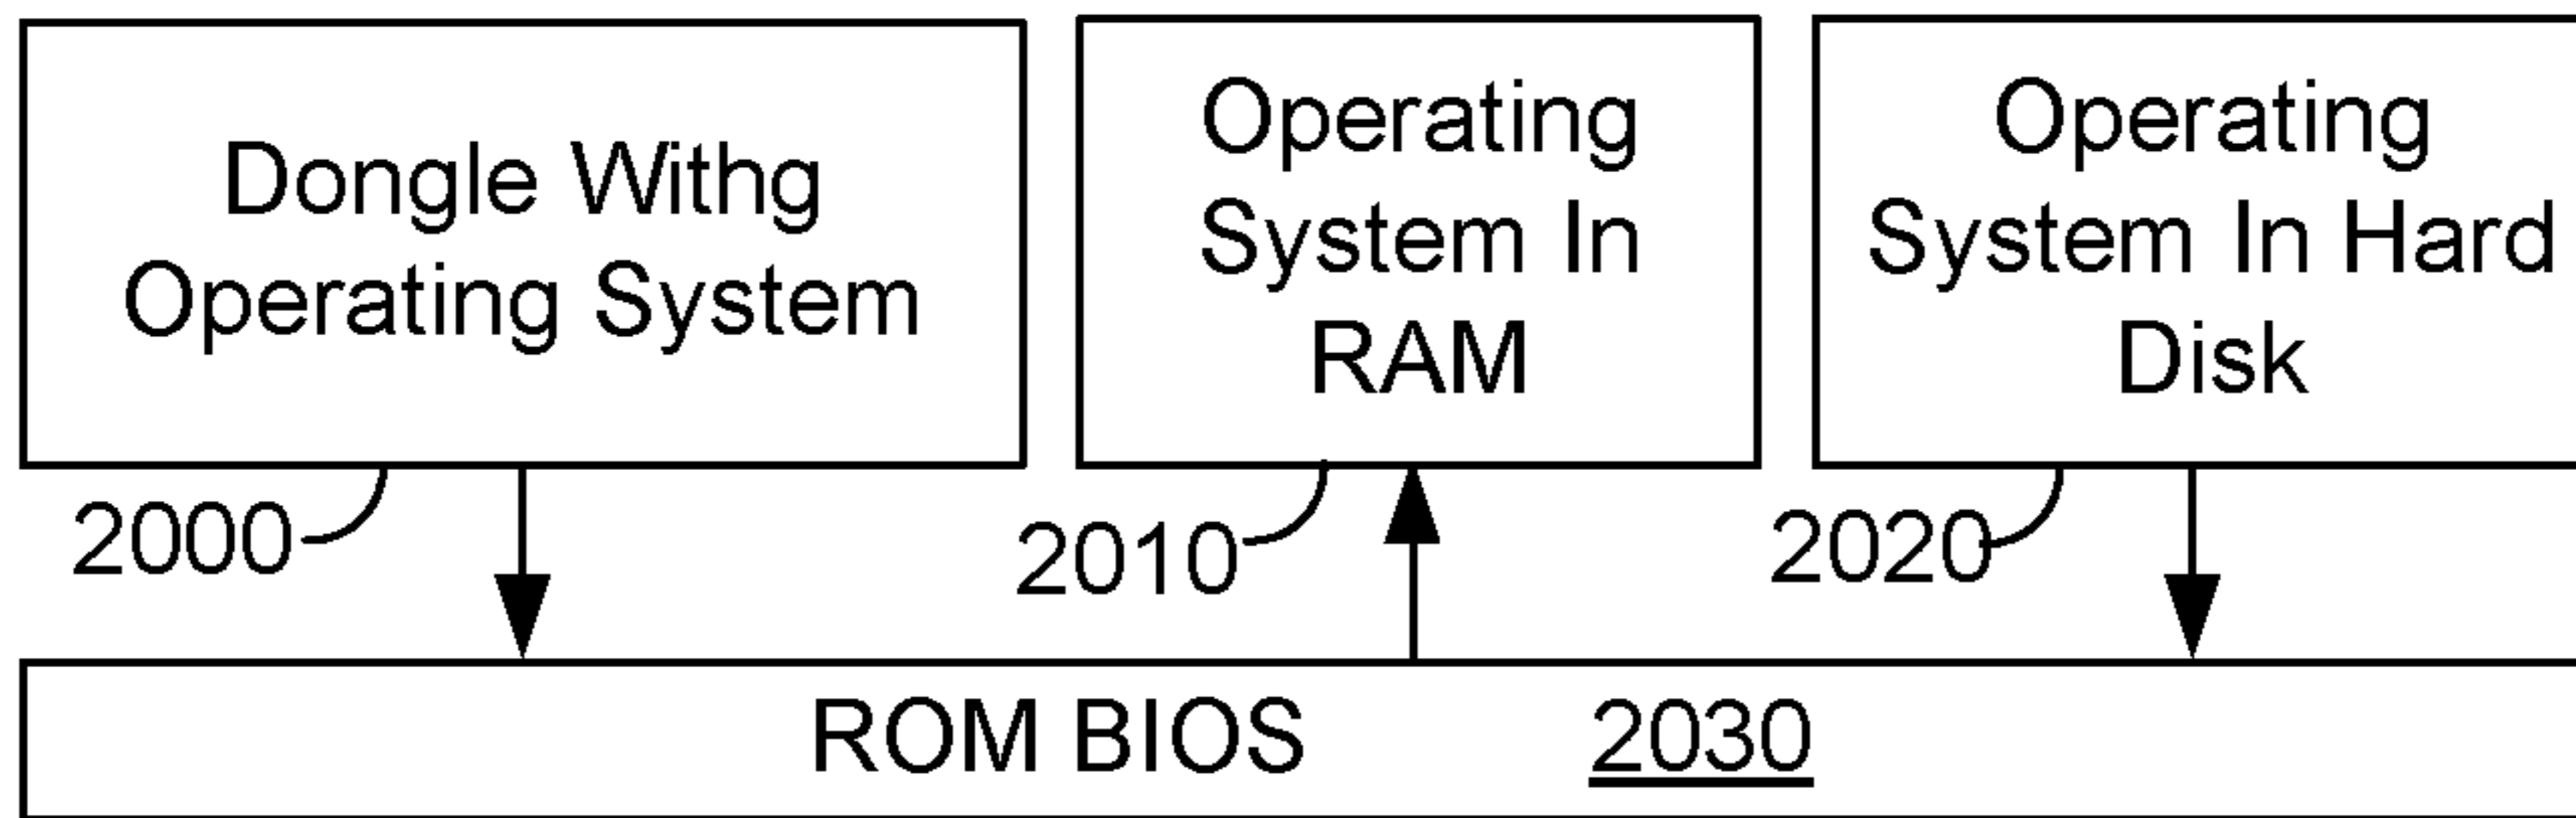 Dongle Withg
Operating System
Operating
System In
RAM
Operating
System In Hard
Disk
2000
2010
2020
ROM BIOS 2030